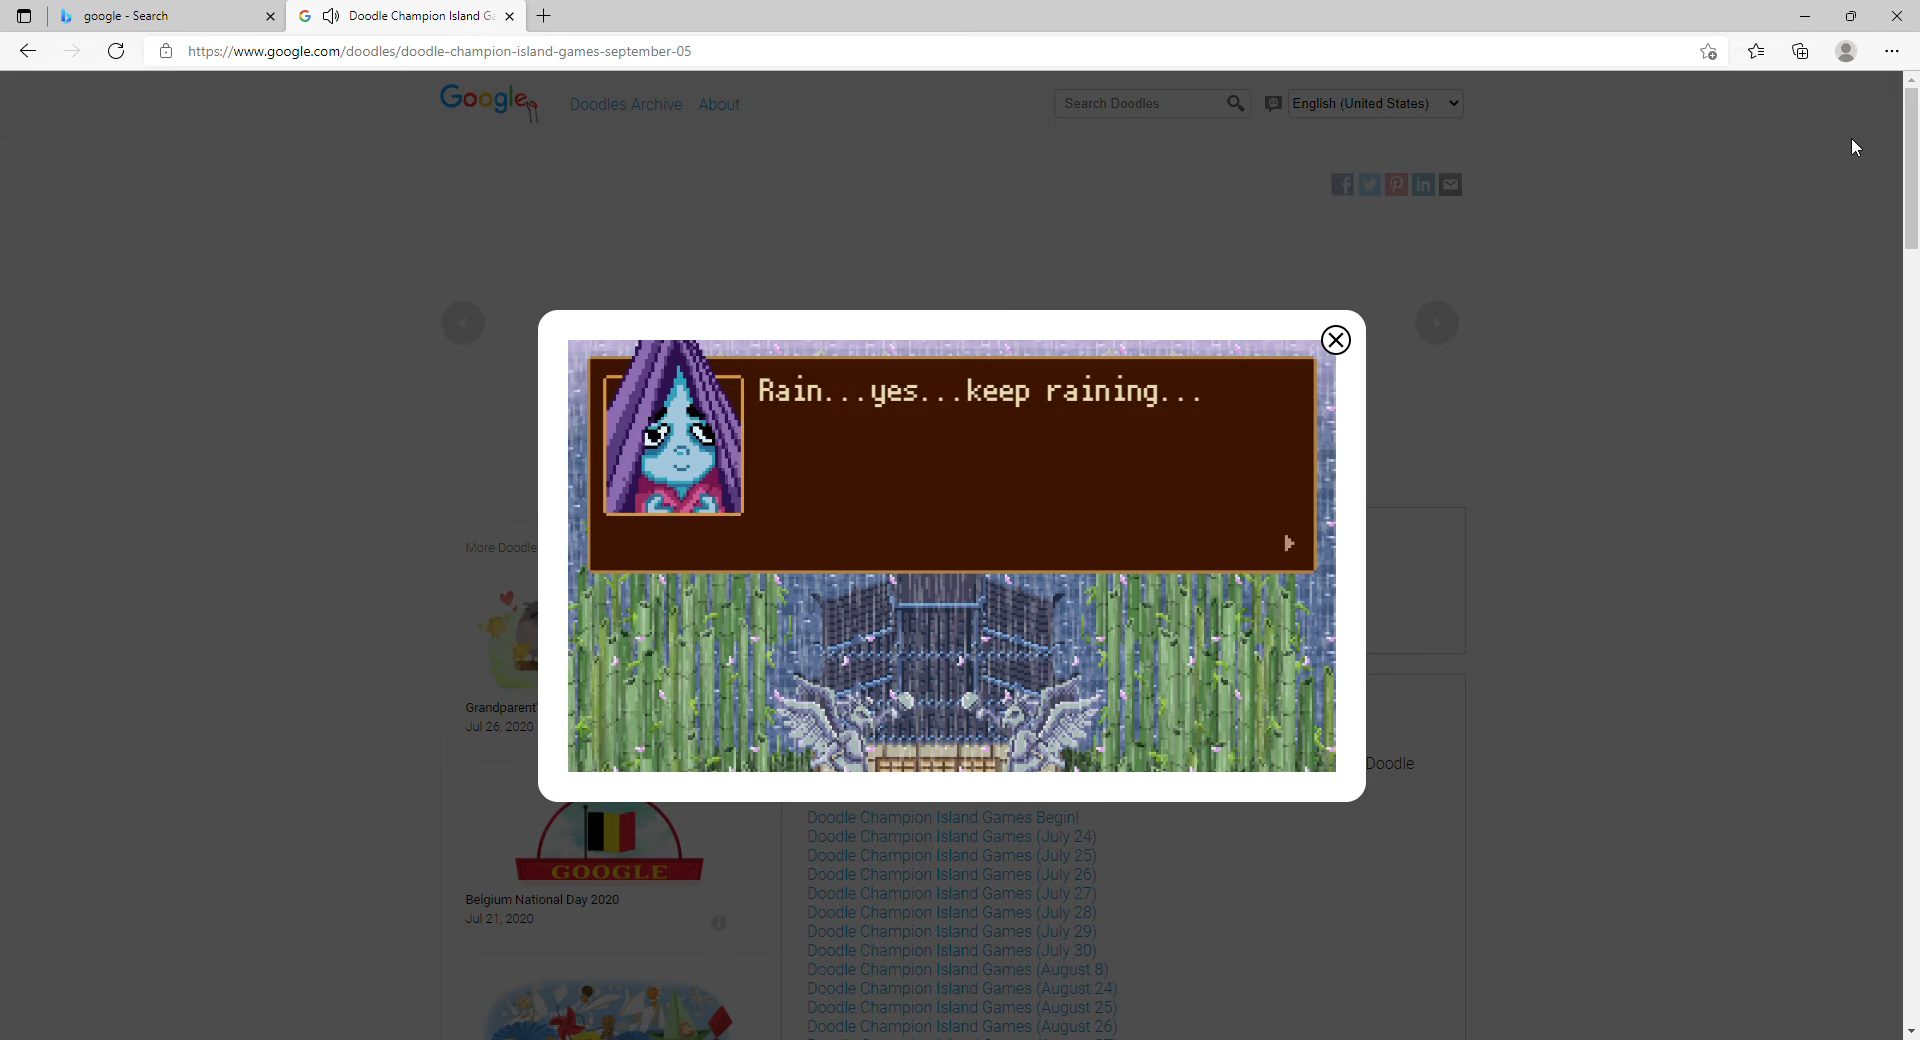 google - Search
Doodle Champion Island Ga
https://www.google.com/doodles/doodle-champion-island-games-september-05
Google
Doodles Archive
About
Search Doodles
English (United States)
Rain...yes...keep raining...
More Doodle
Grandparent'
Jul 26, 2020
Doodle
GOOGLE
Belgium National Day 2020
Jul 21, 2020
Doodle Champion Island Games Begin!
Doodle Champion Island Games (July 24)
Doodle Champion Island Games (July 25)
Doodle Champion Island Games (July 26)
Doodle Champion Island Games (July 27)
Doodle Champion Island Games (July 28)
Doodle Champion Island Games (July 29)
Doodle Champion Island Games (July 30)
Doodle Champion Island Games (August 8)
Doodle Champion Island Games (August 24)
Doodle Champion Island Games (August 25)
Doodle Champion Island Games (August 26)